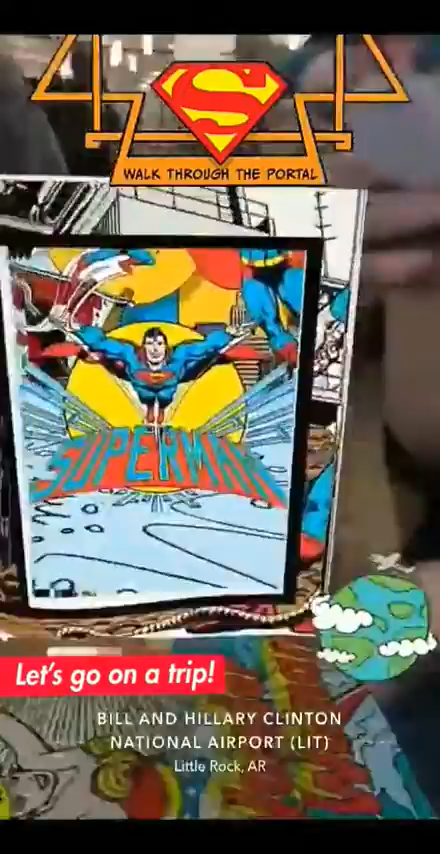 S
WALK THROUGH THE PORTAL
SUPERMAN
Let's go on a trip!
BILL AND HILLARY CLINTON
NATIONAL AIRPORT (LIT)
Little Rock, AR